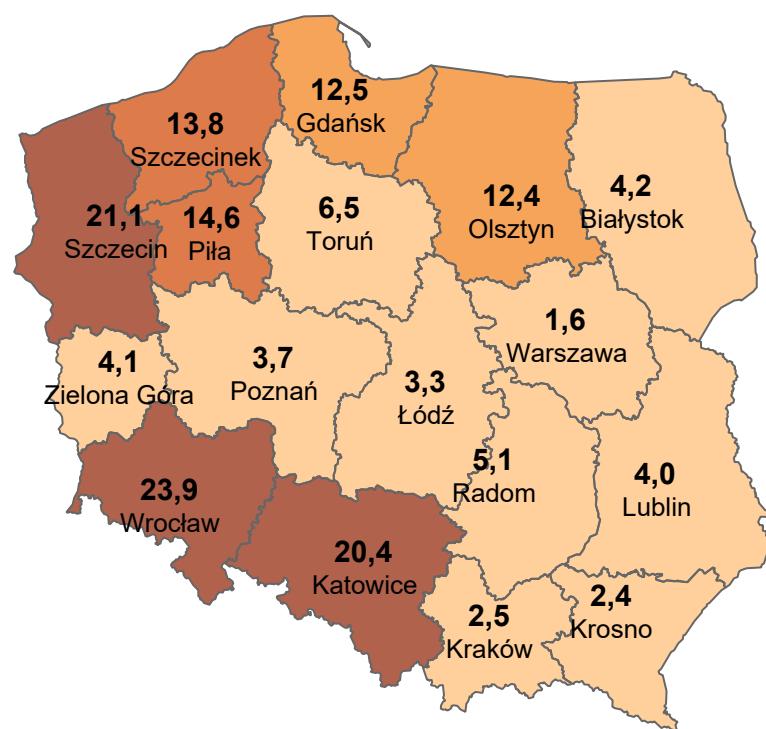 12,5
Gdańsk
13,8
Szczecinek
12,4
Olsztyn
4,2
Białystok
21,1
Szczecin
14,6
Piła
6,5
Toruń
1,6
Warszawa
4,1
Zielona Góra
3,7
Poznań
3,3
Łódź
5,1
Radom
4,0
Lublin
23,9
Wrocław
20,4
Katowice
2,5
Kraków
2,4
Krosno